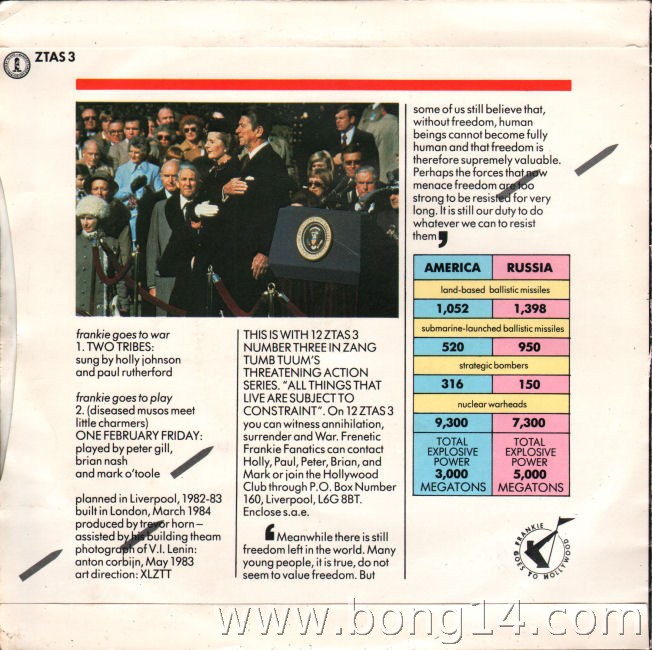 ZTAS 3
frankie goes to war
1. TWO TRIBES:
sung by holly johnson
and paul rutherford
frankie goes to play
2. (diseased musos meet
little charmers)
ONE FEBRUARY FRIDAY:
played by peter gill,
brian nash
and mark o'toole
planned in Liverpool, 1982-83
built in London, March 1984
produced by trevor horn –
assisted by his building theam
photograph of V.I. Lenin:
anton corbijn, May 1983
art direction: XLZTT
THIS IS WITH 12 ZTAS 3
NUMBER THREE IN ZANG
TUMB TUUM'S
THREATENING ACTION
SERIES. "ALL THINGS THAT
LIVE ARE SUBJECT TO
CONSTRAINT". On 12 ZTAS 3
you can witness annihilation,
surrender and War. Frenetic
Frankie Fanatics can contact
Holly, Paul, Peter, Brian, and
Mark or join the Hollywood
Club through P.O. Box Number
160, Liverpool, L6G 8BT.
Enclose s.a.e.
❛ Meanwhile there is still
freedom left in the world. Many
young people, it is true, do not
seem to value freedom. But
some of us still believe that,
without freedom, human
beings cannot become fully
human and that freedom is
therefore supremely valuable.
Perhaps the forces that now
menace freedom are too
strong to be resisted for very
long. It is still our duty to do
whatever we can to resist
them ❜
AMERICA RUSSIA
land-based ballistic missiles
1,052 1,398
submarine-launched ballistic missiles
520 950
strategic bombers
316 150
nuclear warheads
9,300 7,300
TOTAL TOTAL
EXPLOSIVE EXPLOSIVE
POWER POWER
3,000 5,000
MEGATONS MEGATONS
FRANKIE
GOES TO HOLLYWOOD
www.bong14.com